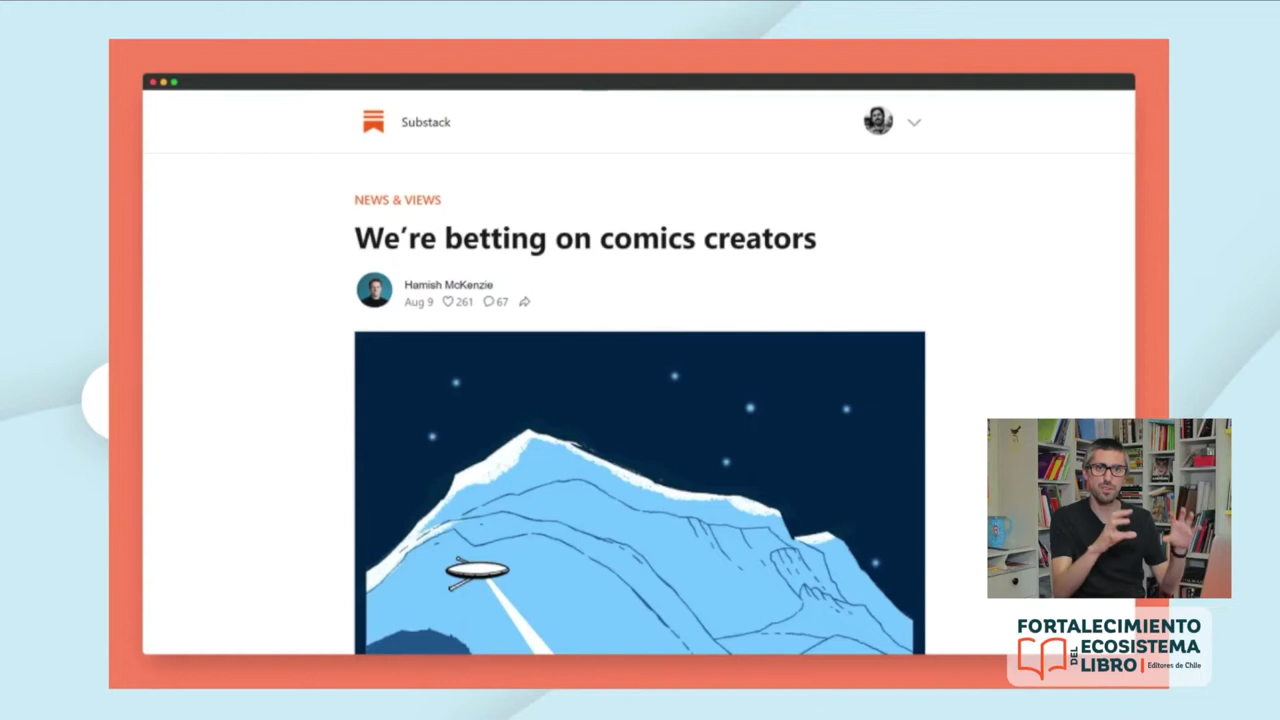 Substack
NEWS & VIEWS
We’re betting on comics creators
Hamish McKenzie
Aug 9 261 67
FORTALECIMIENTO
DEL ECOSISTEMA
LIBRO | Editores de Chile